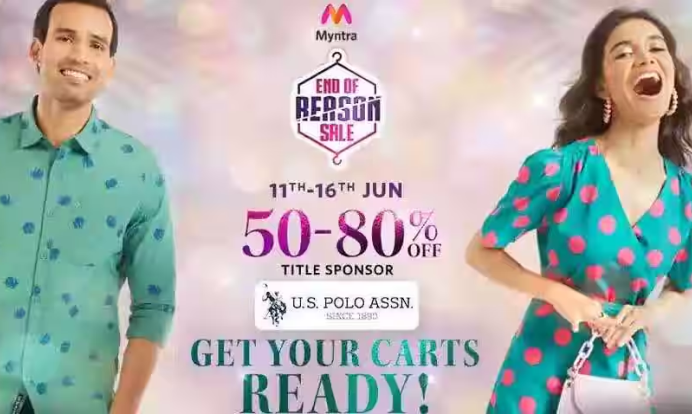 Myntra
END OF
REASON
SALE
11TH-16TH JUN
50-80% OFF
TITLE SPONSOR
U.S. POLO ASSN.
SINCE 1890
GET YOUR CARTS
READY!